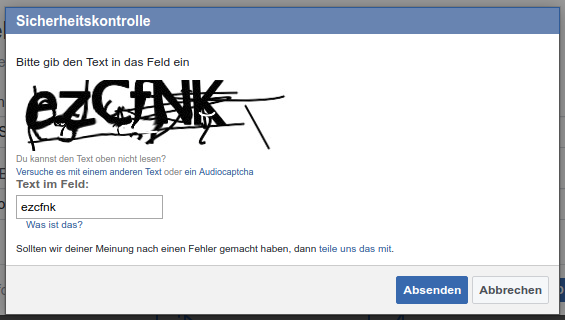 Sicherheitskontrolle
Bitte gib den Text in das Feld ein
ezCfNK
Du kannst den Text oben nicht lesen?
Versuche es mit einem anderen Text oder ein Audiocaptcha
Text im Feld:
ezcfnk
Was ist das?
Sollten wir deiner Meinung nach einen Fehler gemacht haben, dann teile uns das mit.
Absenden Abbrechen